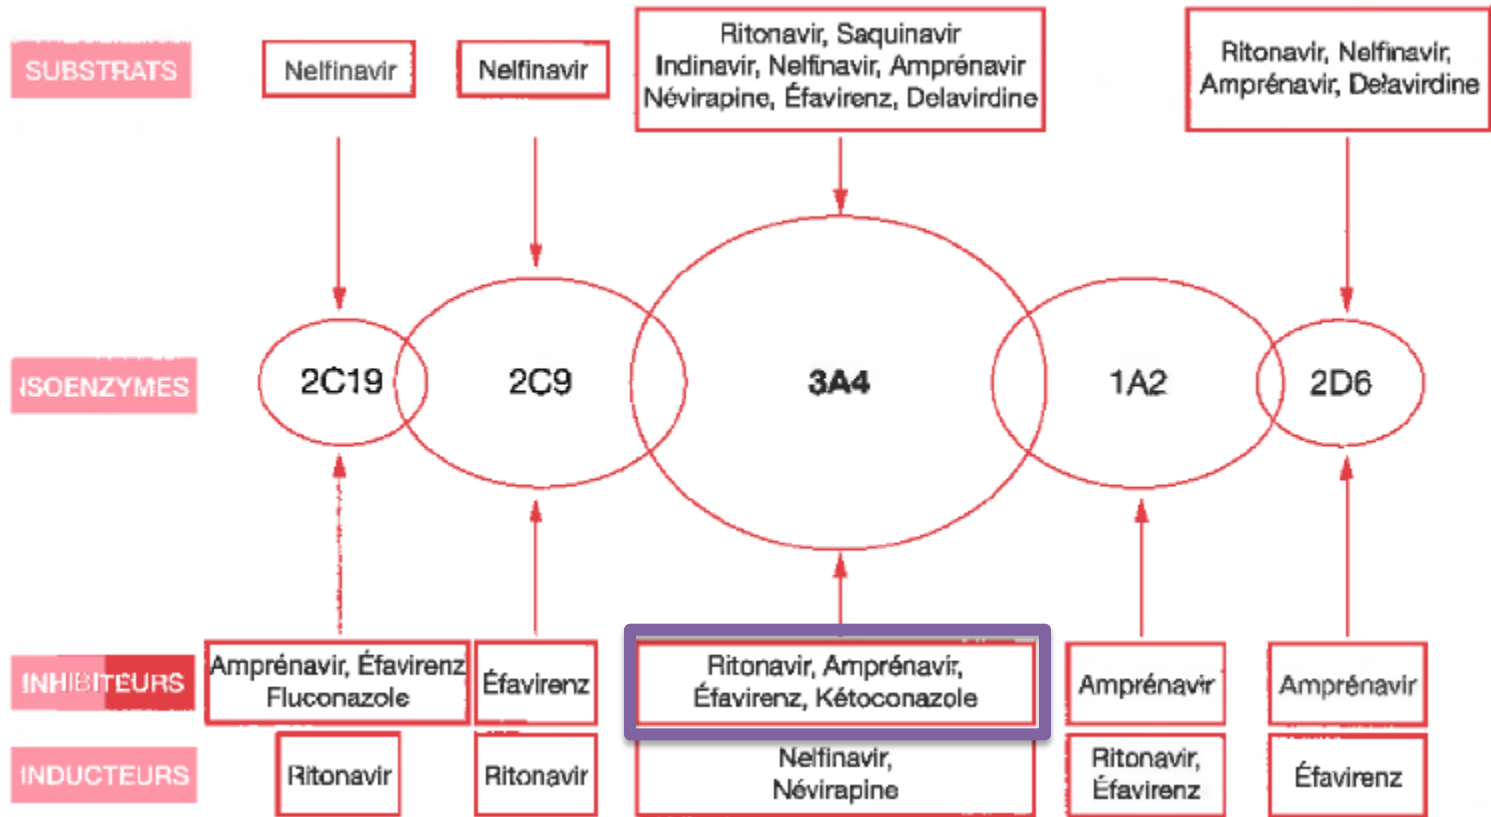 SUBSTRATS
Nelfinavir
Nelfinavir
Ritonavir, Saquinavir
Indinavir, Nelfinavir, Amprénavir
Névirapine, Éfavirenz, Delavirdine
Ritonavir, Nelfinavir,
Amprénavir, Delavirdine
ISOENZYMES
2C19
2C9
3A4
1A2
2D6
INHIBITEURS
Amprénavir, Éfavirenz
Fluconazole
Éfavirenz
Ritonavir, Amprénavir,
Éfavirenz, Kétoconazole
Amprénavir
Amprénavir
INDUCTEURS
Ritonavir
Ritonavir
Nelfinavir,
Névirapine
Ritonavir,
Éfavirenz
Éfavirenz